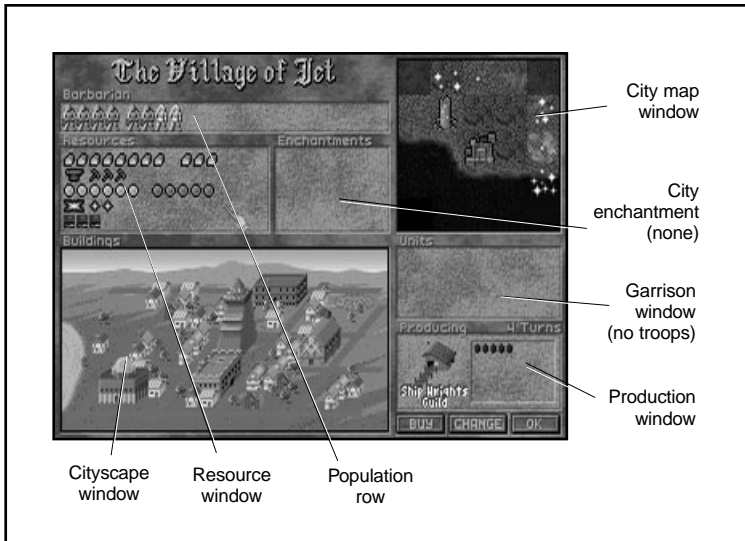 The Village of Jet
Barbarian
Resources
Enchantments
Buildings
Units
Producing 4 Turns
Ship Wrights
Guild
BUY CHANGE OK
City map
window
City
enchantment
(none)
Garrison
window
(no troops)
Production
window
Cityscape
window
Resource
window
Population
row